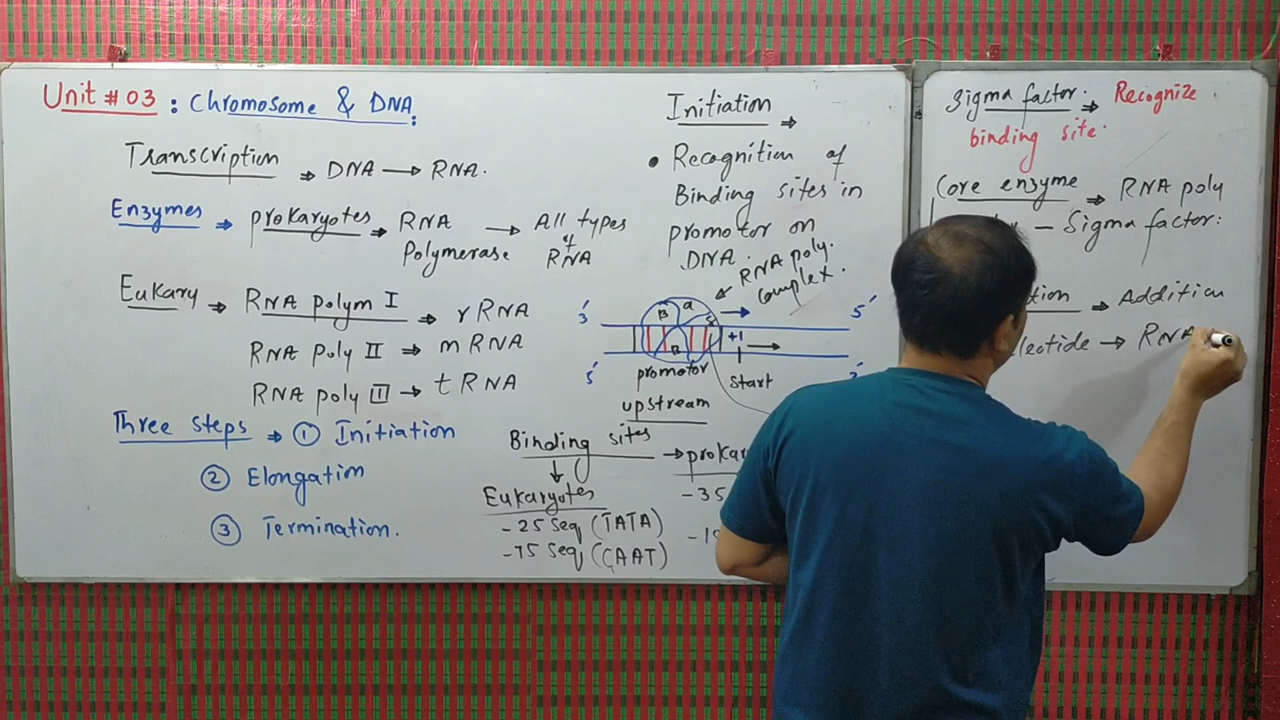 Unit # 03 : Chromosome & DNA.
Transcription ⇒ DNA → RNA.
Enzymes ⇒ prokaryotes ⇒ RNA Polymerase → All types of RNA
Eukary ⇒ RNA polym I ⇒ rRNA
RNA Poly II ⇒ mRNA
RNA poly III → tRNA
Three steps ⇒ ① Initiation
② Elongation
③ Termination.
Initiation ⇒
• Recognition of
Binding sites in
promotor on
DNA.
RNA poly.
complex.
3′ 5′
B a
+1
5′
promotor start
upstream
Binding sites → prokar
Eukaryotes
-25 Seq (TATA)
-75 Seq (CAAT)
-35
Sigma factor. ⇒ Recognize
binding site.
Core enzyme ⇒ RNA poly
- Sigma factor:
tion ⇒ Addition
leotide → RNA